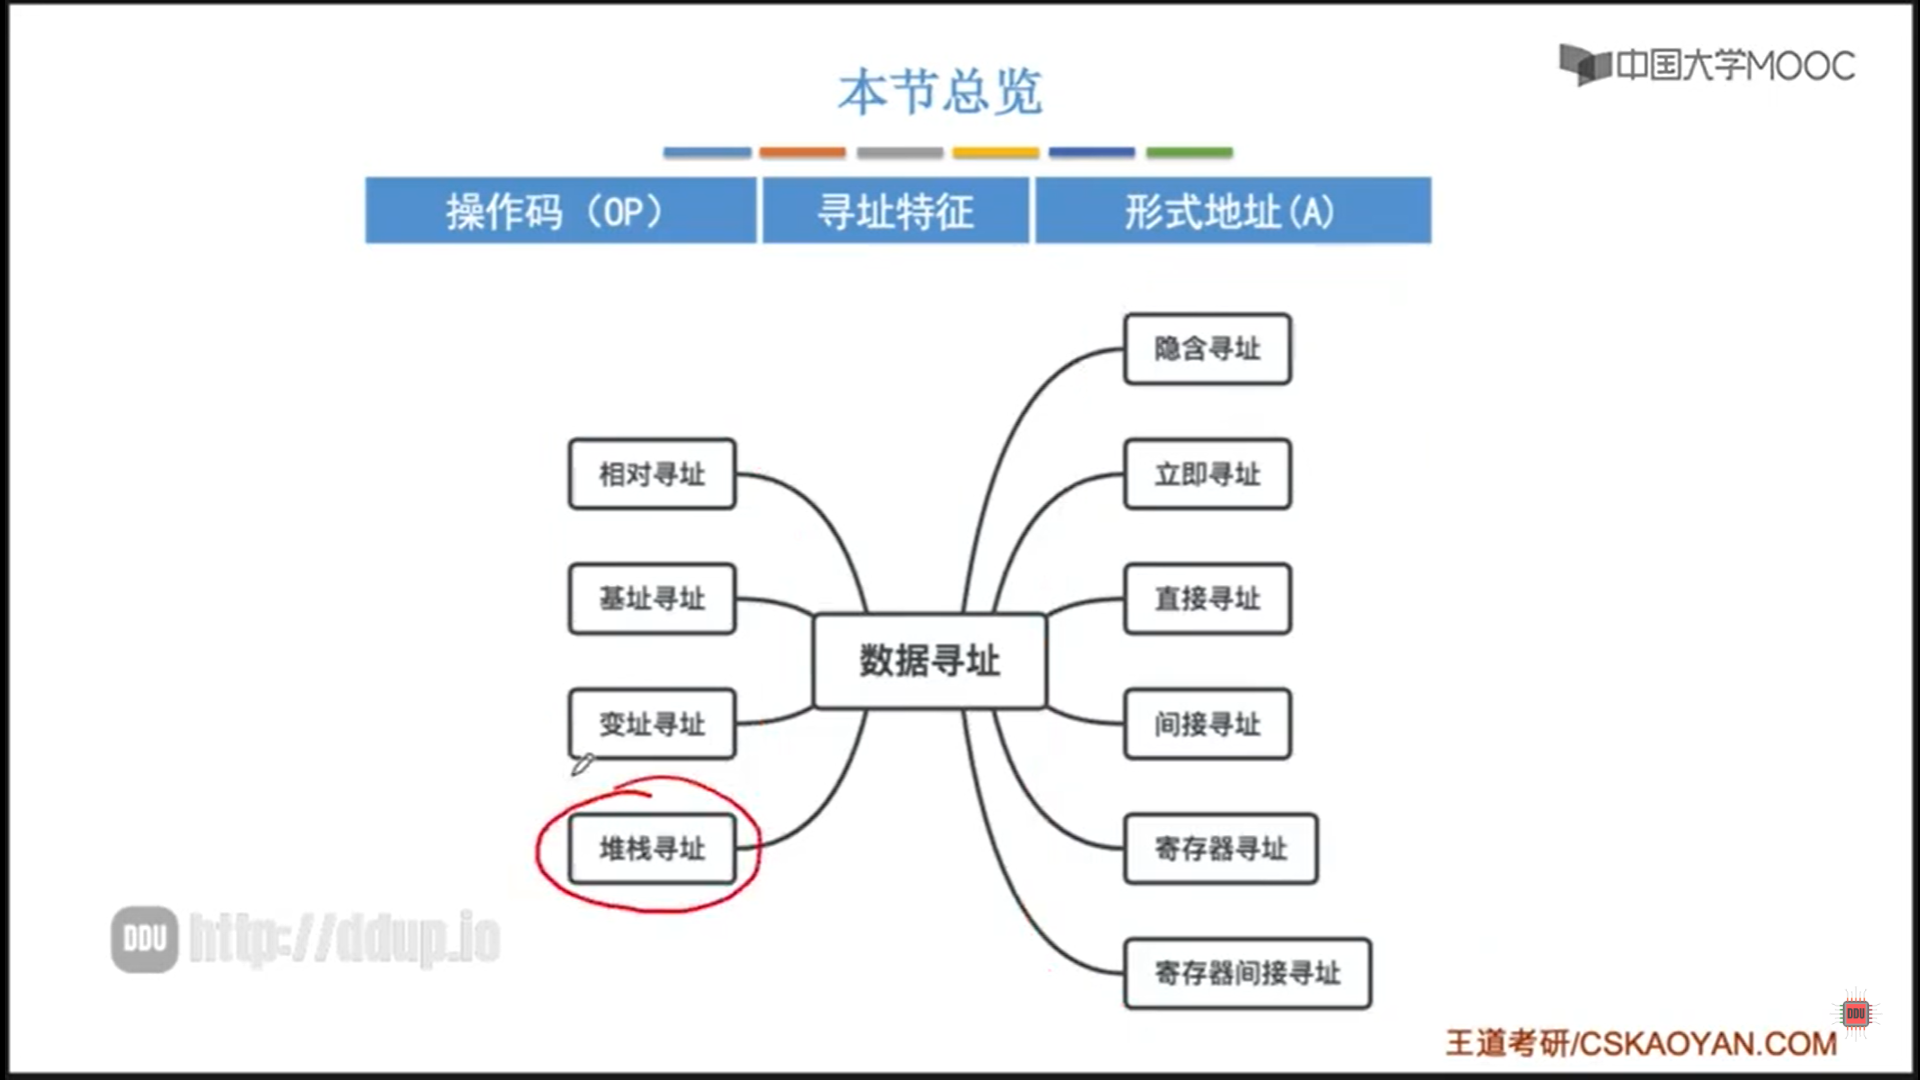 中国大学MOOC
本节总览
操作码（OP） 寻址特征 形式地址(A)
隐含寻址
相对寻址
立即寻址
基址寻址
直接寻址
数据寻址
变址寻址
间接寻址
堆栈寻址
寄存器寻址
寄存器间接寻址
DDU http://ddup.io
DDU
王道考研/CSKAOYAN.COM